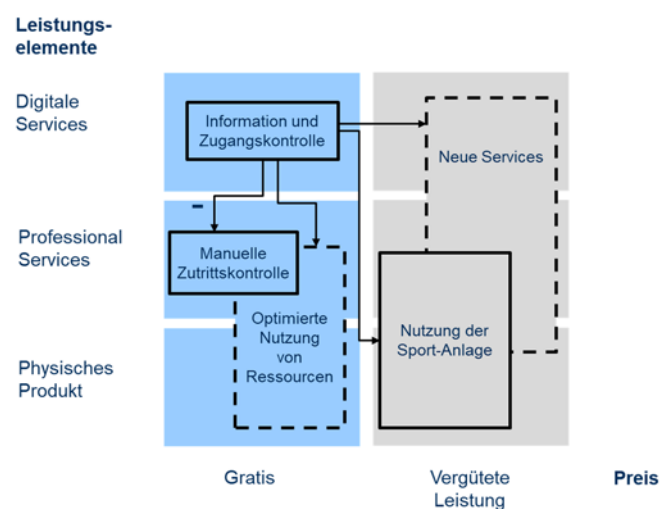 Leistungs-
elemente
Digitale
Services
Information und
Zugangskontrolle
Neue Services
–
Professional
Services
Manuelle
Zutrittskontrolle
Optimierte
Nutzung
von
Ressourcen
Nutzung der
Sport-Anlage
Physisches
Produkt
Gratis
Vergütete
Leistung
Preis